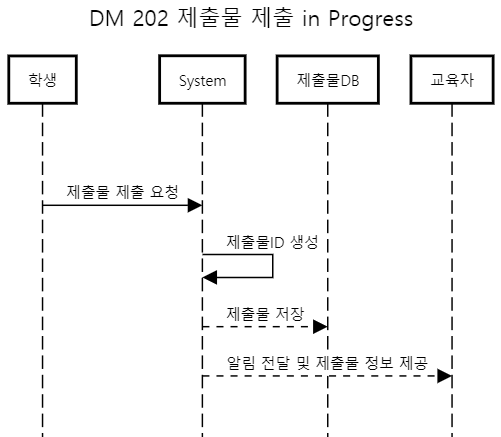 DM 202 제출물 제출 in Progress
학생
System
제출물DB
교육자
제출물 제출 요청
제출물ID 생성
제출물 저장
알림 전달 및 제출물 정보 제공